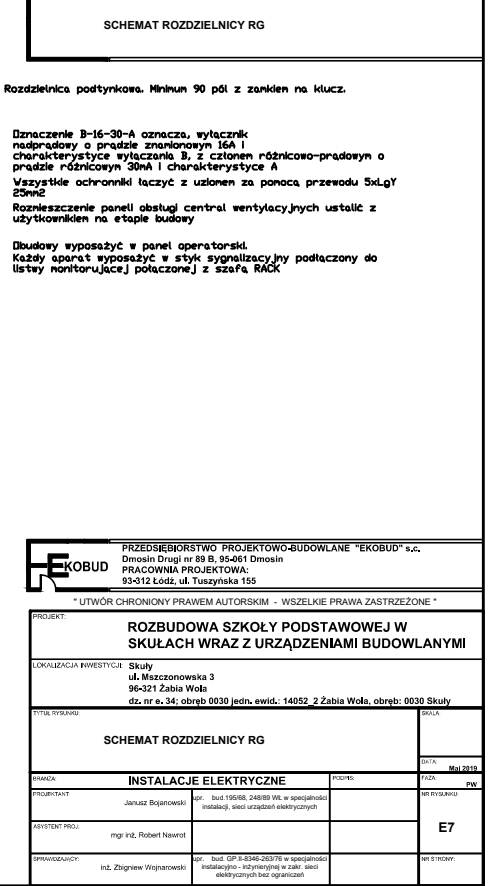 SCHEMAT ROZDZIELNICY RG
Rozdzielnica podtynkowa. Minimum 90 pól z zamkiem na klucz.
Oznaczenie B-16-30-A oznacza, wyłącznik
nadprądowy o prądzie znamionowym 16A i
charakterystyce wyłączania B, z członem różnicowo-prądowym o
prądzie różnicowym 30mA i charakterystyce A
Wszystkie ochronniki łączyć z uziomem za pomocą przewodu 5xLgY
25mm2
Rozmieszczenie paneli obsługi central wentylacyjnych ustalić z
użytkownikiem na etapie budowy
Obudowy wyposażyć w panel operatorski.
Każdy aparat wyposażyć w styk sygnalizacyjny podłączony do
listwy monitorującej połączonej z szafą RACK
EKOBUD
PRZEDSIĘBIORSTWO PROJEKTOWO-BUDOWLANE "EKOBUD" s.c.
Dmosin Drugi nr 89 B, 95-061 Dmosin
PRACOWNIA PROJEKTOWA:
93-312 Łódź, ul. Tuszyńska 155
" UTWÓR CHRONIONY PRAWEM AUTORSKIM - WSZELKIE PRAWA ZASTRZEŻONE "
PROJEKT:
ROZBUDOWA SZKOŁY PODSTAWOWEJ W
SKUŁACH WRAZ Z URZĄDZENIAMI BUDOWLANYMI
LOKALIZACJA INWESTYCJI: Skuły
ul. Mszczonowska 3
96-321 Żabia Wola
dz. nr e. 34; obręb 0030 jedn. ewid.: 14052_2 Żabia Wola, obręb: 0030 Skuły
TYTUŁ RYSUNKU:
SCHEMAT ROZDZIELNICY RG
SKALA:
DATA:
Maj 2019
BRANŻA:
INSTALACJE ELEKTRYCZNE
PODPIS:
FAZA:
PW
PROJEKTANT:
Janusz Bojanowski
upr. bud.195/68, 248/89 WŁ w specjalności
instalacji, sieci urządzeń elektrycznych
NR RYSUNKU:
E7
ASYSTENT PROJ.:
mgr inż. Robert Nawrot
SPRAWDZAJĄCY:
inż. Zbigniew Wojnarowski
upr. bud. GP.II-8346-263/76 w specjalności
instalacyjno - inżynieryjnej w zakr. sieci
elektrycznych bez ograniczeń
NR STRONY: